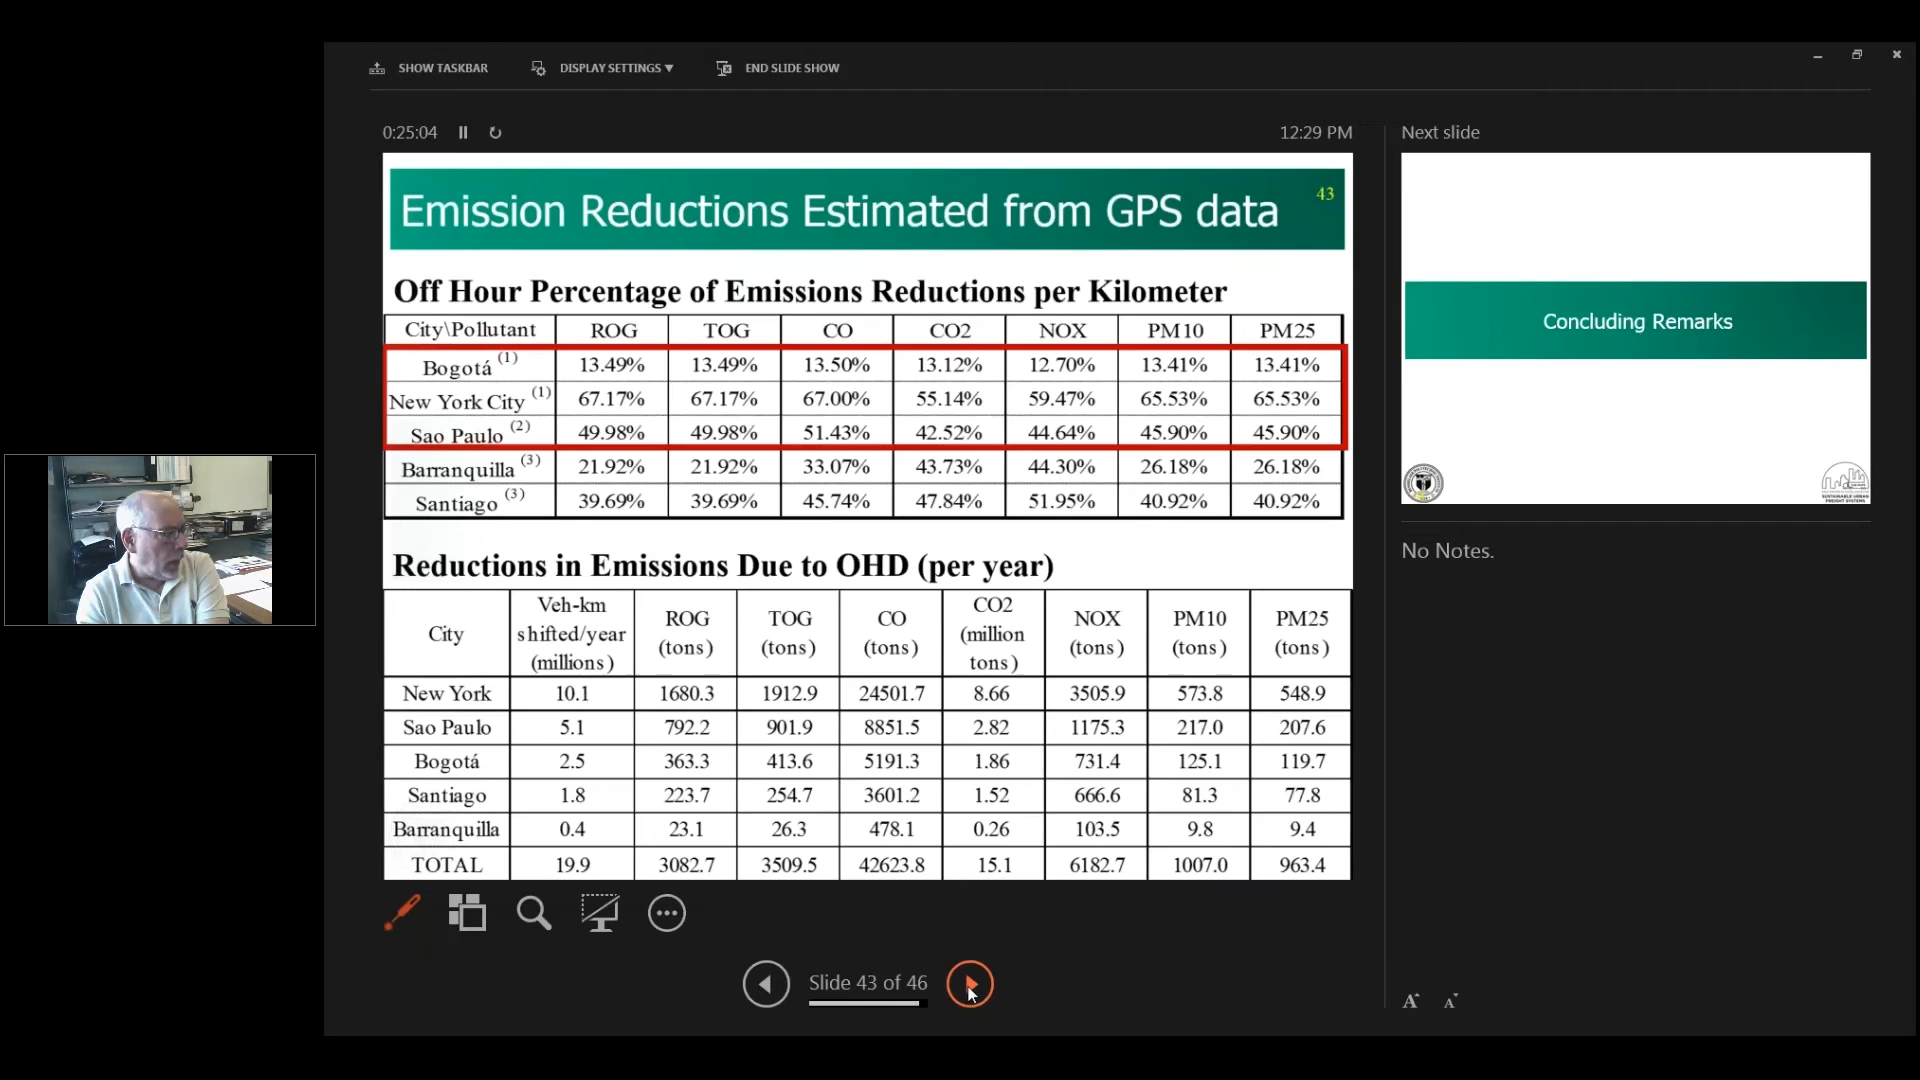 SHOW TASKBAR DISPLAY SETTINGS ▼ END SLIDE SHOW
0:25:04 12:29 PM Next slide
Emission Reductions Estimated from GPS data 43
Off Hour Percentage of Emissions Reductions per Kilometer
City\Pollutant ROG TOG CO CO2 NOX PM10 PM25
Bogotá (1) 13.49% 13.49% 13.50% 13.12% 12.70% 13.41% 13.41%
New York City (1) 67.17% 67.17% 67.00% 55.14% 59.47% 65.53% 65.53%
Sao Paulo (2) 49.98% 49.98% 51.43% 42.52% 44.64% 45.90% 45.90%
Barranquilla (3) 21.92% 21.92% 33.07% 43.73% 44.30% 26.18% 26.18%
Santiago (3) 39.69% 39.69% 45.74% 47.84% 51.95% 40.92% 40.92%
Reductions in Emissions Due to OHD (per year)
City Veh-km shifted/year (millions) ROG (tons) TOG (tons) CO (tons) CO2 (million tons) NOX (tons) PM10 (tons) PM25 (tons)
New York 10.1 1680.3 1912.9 24501.7 8.66 3505.9 573.8 548.9
Sao Paulo 5.1 792.2 901.9 8851.5 2.82 1175.3 217.0 207.6
Bogotá 2.5 363.3 413.6 5191.3 1.86 731.4 125.1 119.7
Santiago 1.8 223.7 254.7 3601.2 1.52 666.6 81.3 77.8
Barranquilla 0.4 23.1 26.3 478.1 0.26 103.5 9.8 9.4
TOTAL 19.9 3082.7 3509.5 42623.8 15.1 6182.7 1007.0 963.4
Slide 43 of 46
Concluding Remarks
SUSTAINABLE URBAN
FREIGHT SYSTEMS
No Notes.
A A